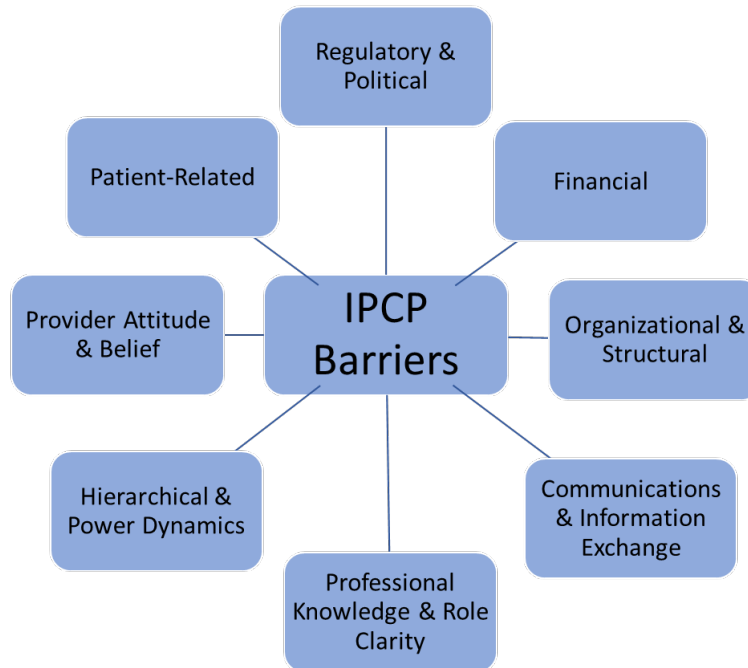 Regulatory &
Political
Patient-Related
Financial
IPCP
Barriers
Provider Attitude
& Belief
Organizational &
Structural
Hierarchical &
Power Dynamics
Communications
& Information
Exchange
Professional
Knowledge & Role
Clarity